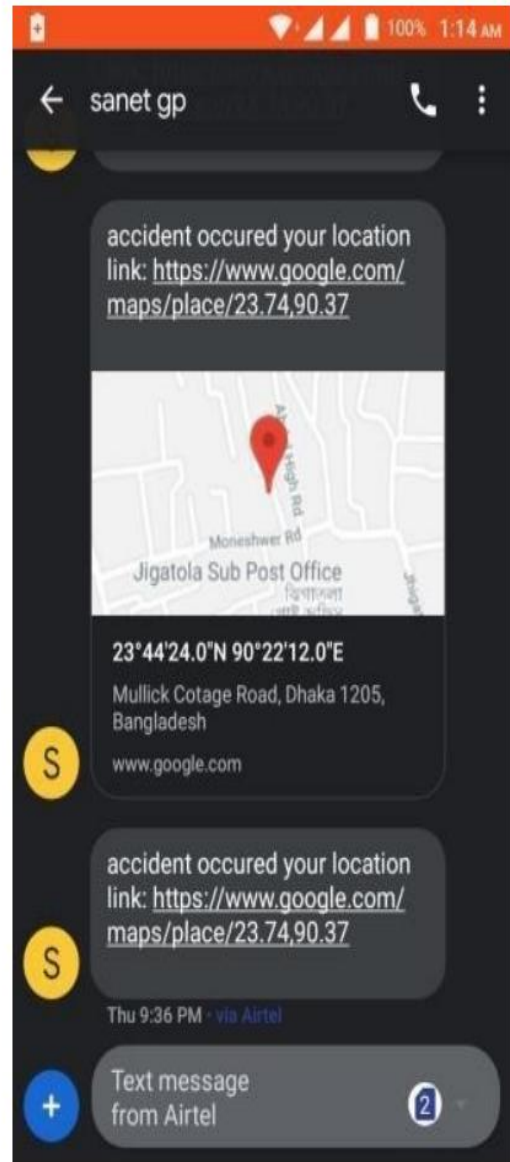 100% 1:14 AM
sanet gp
accident occured your location
link: https://www.google.com/
maps/place/23.74,90.37
High Rd
Moneshwer Rd
Jigatola Sub Post Office
23°44'24.0"N 90°22'12.0"E
Mullick Cotage Road, Dhaka 1205,
Bangladesh
www.google.com
S
accident occured your location
link: https://www.google.com/
maps/place/23.74,90.37
S
Thu 9:36 PM · via Airtel
Text message
from Airtel
2